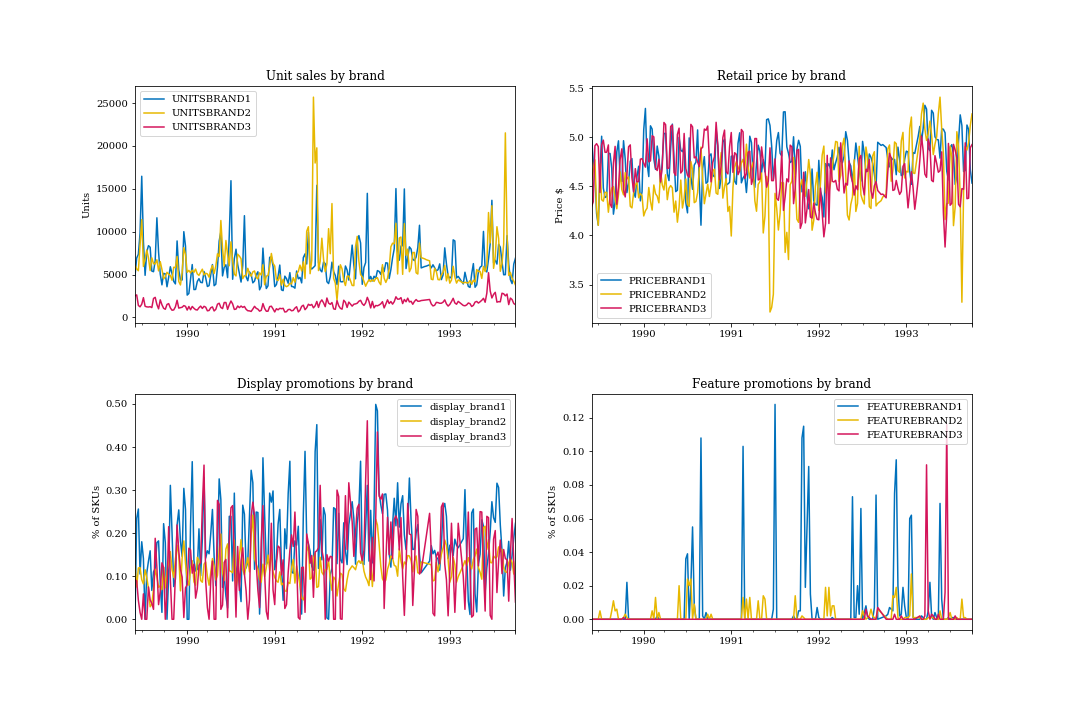 Unit sales by brand
Units
25000
20000
15000
10000
5000
0
UNITSBRAND1
UNITSBRAND2
UNITSBRAND3
1990 1991 1992 1993
Retail price by brand
Price $
5.5
5.0
4.5
4.0
3.5
PRICEBRAND1
PRICEBRAND2
PRICEBRAND3
1990 1991 1992 1993
Display promotions by brand
% of SKUs
0.50
0.40
0.30
0.20
0.10
0.00
display_brand1
display_brand2
display_brand3
1990 1991 1992 1993
Feature promotions by brand
% of SKUs
0.12
0.10
0.08
0.06
0.04
0.02
0.00
FEATUREBRAND1
FEATUREBRAND2
FEATUREBRAND3
1990 1991 1992 1993